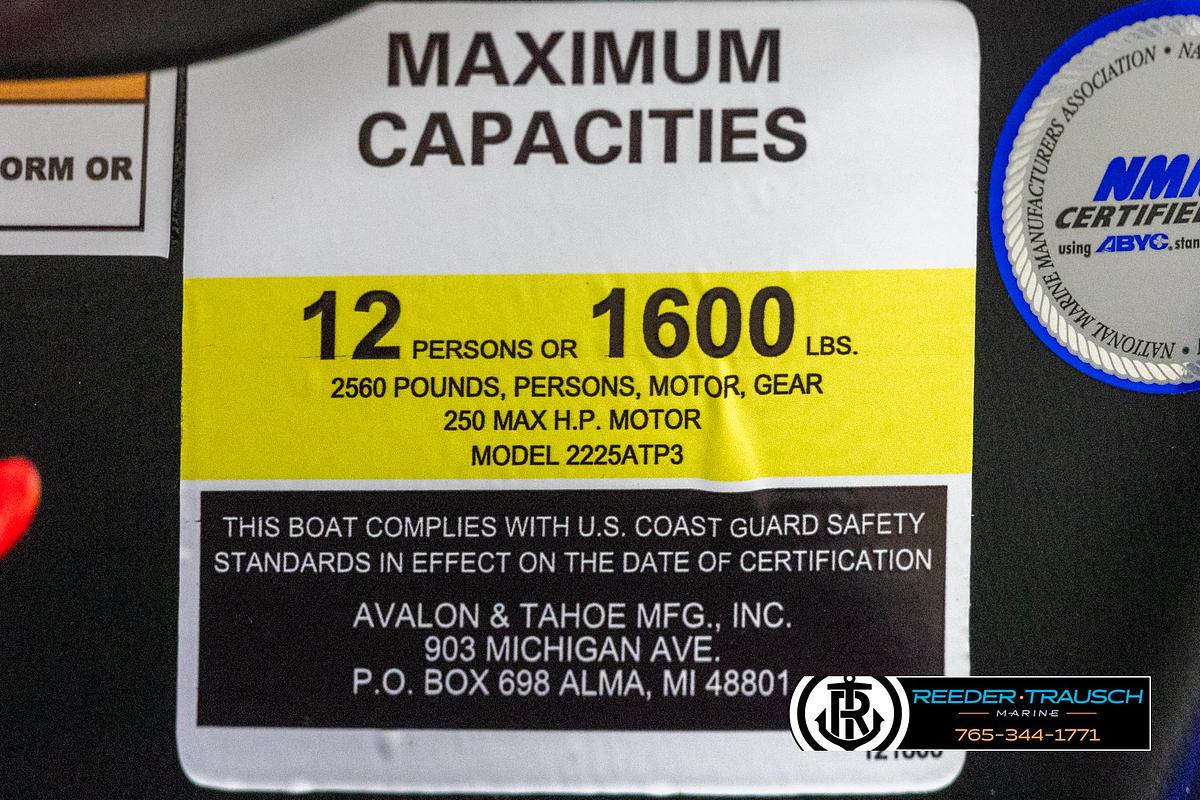 MAXIMUM
CAPACITIES
ORM OR
12 PERSONS OR 1600 LBS.
2560 POUNDS, PERSONS, MOTOR, GEAR
250 MAX H.P. MOTOR
MODEL 2225ATP3
THIS BOAT COMPLIES WITH U.S. COAST GUARD SAFETY
STANDARDS IN EFFECT ON THE DATE OF CERTIFICATION
AVALON & TAHOE MFG., INC.
903 MICHIGAN AVE.
P.O. BOX 698 ALMA, MI 48801
NATIONAL MARINE MANUFACTURERS ASSOCIATION • NA
NM
CERTIFIE
using ABYC. stan
R
REEDER·TRAUSCH
MARINE
765-344-1771